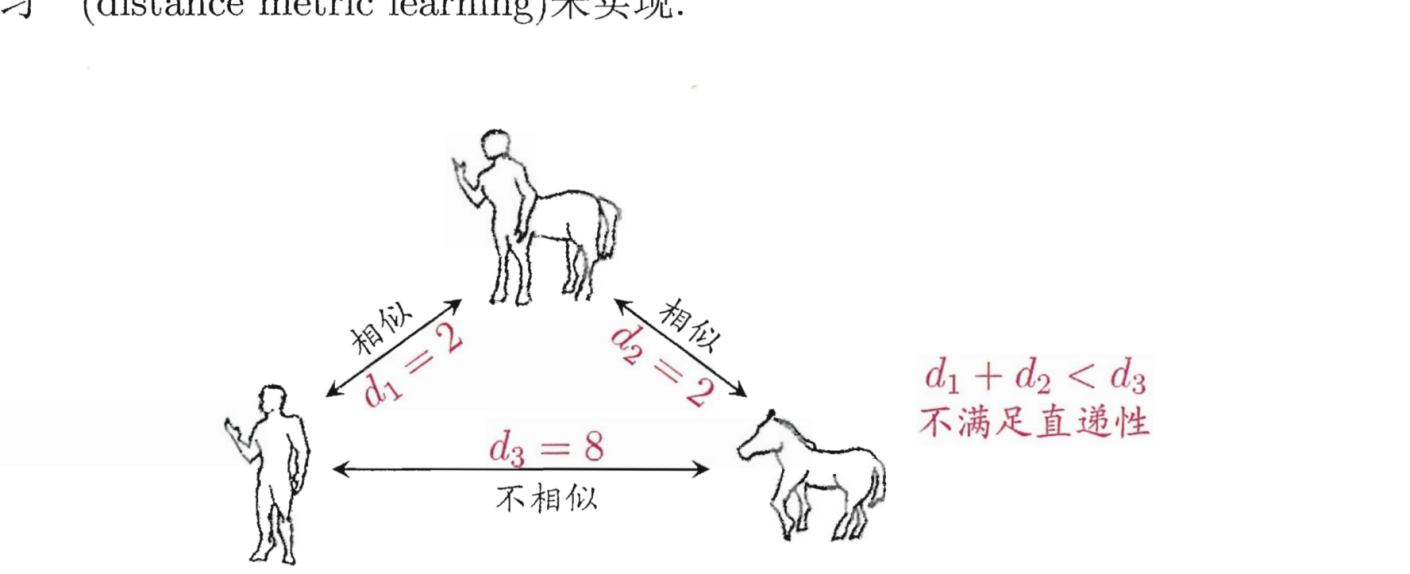 习 (distance metric learning)来实现.
相似
d₁ = 2
相似
d₂ = 2
d₁ + d₂ < d₃
不满足直递性
d₃ = 8
不相似